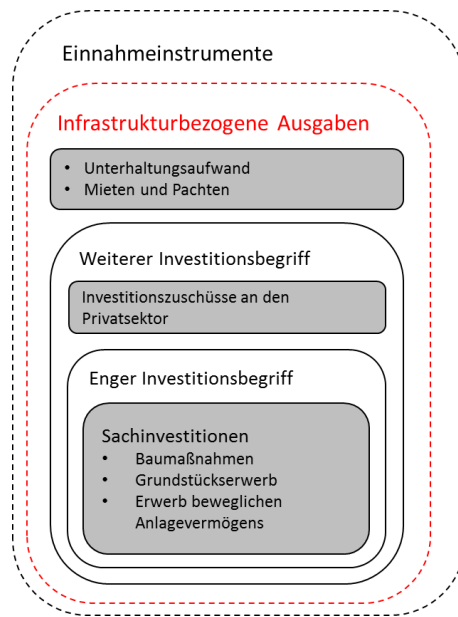 Einnahmeinstrumente
Infrastrukturbezogene Ausgaben
• Unterhaltungsaufwand
• Mieten und Pachten
Weiterer Investitionsbegriff
Investitionszuschüsse an den
Privatsektor
Enger Investitionsbegriff
Sachinvestitionen
• Baumaßnahmen
• Grundstückserwerb
• Erwerb beweglichen
Anlagevermögens